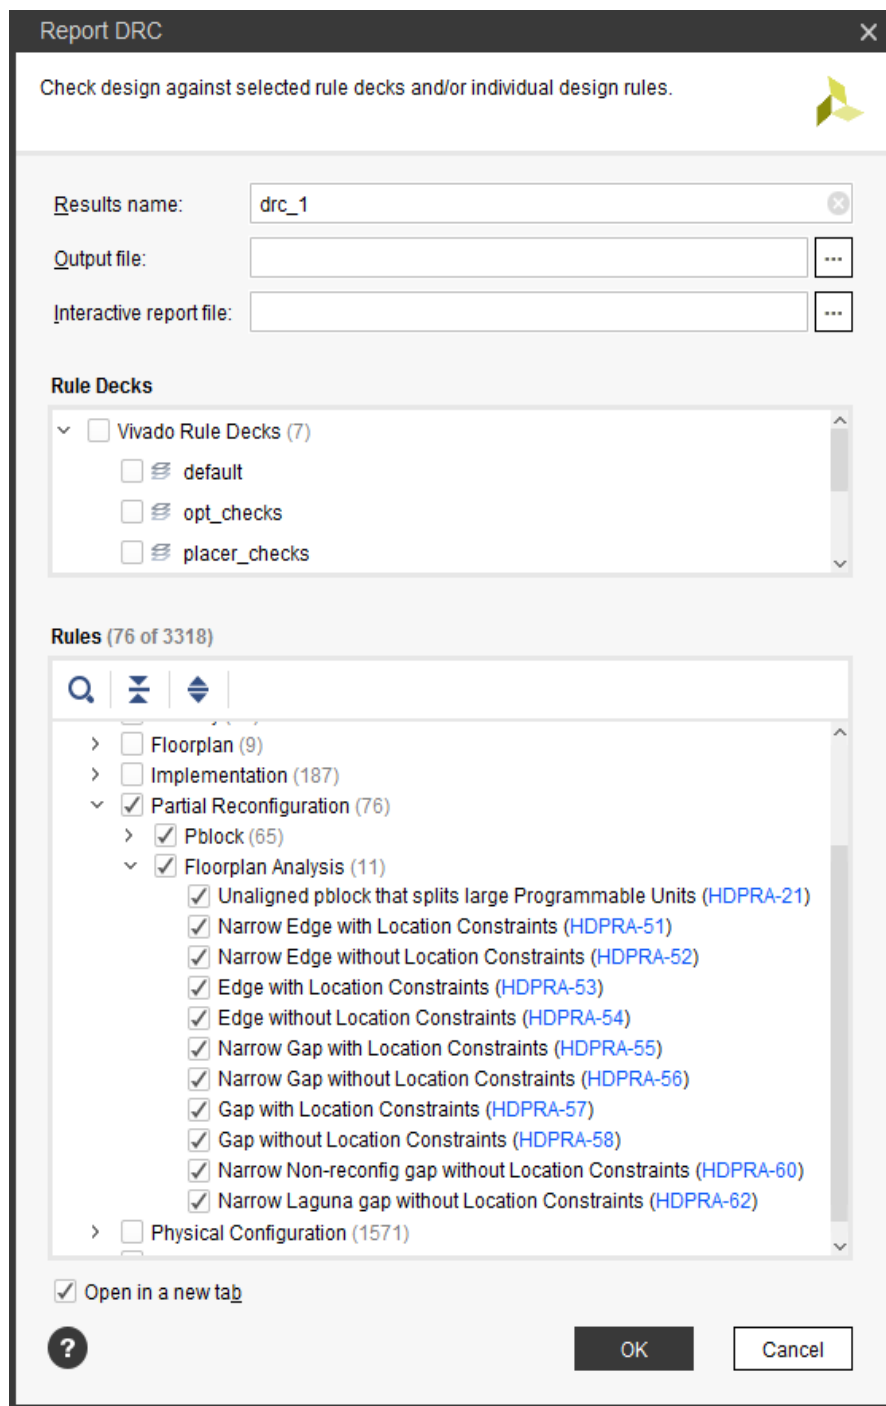 Report DRC
Check design against selected rule decks and/or individual design rules.
Results name: drc_1
Output file: ...
Interactive report file: ...
Rule Decks
Vivado Rule Decks (7)
default
opt_checks
placer_checks
Rules (76 of 3318)
Floorplan (9)
Implementation (187)
Partial Reconfiguration (76)
Pblock (65)
Floorplan Analysis (11)
Unaligned pblock that splits large Programmable Units (HDPRA-21)
Narrow Edge with Location Constraints (HDPRA-51)
Narrow Edge without Location Constraints (HDPRA-52)
Edge with Location Constraints (HDPRA-53)
Edge without Location Constraints (HDPRA-54)
Narrow Gap with Location Constraints (HDPRA-55)
Narrow Gap without Location Constraints (HDPRA-56)
Gap with Location Constraints (HDPRA-57)
Gap without Location Constraints (HDPRA-58)
Narrow Non-reconfig gap without Location Constraints (HDPRA-60)
Narrow Laguna gap without Location Constraints (HDPRA-62)
Physical Configuration (1571)
Open in a new tab
? OK Cancel